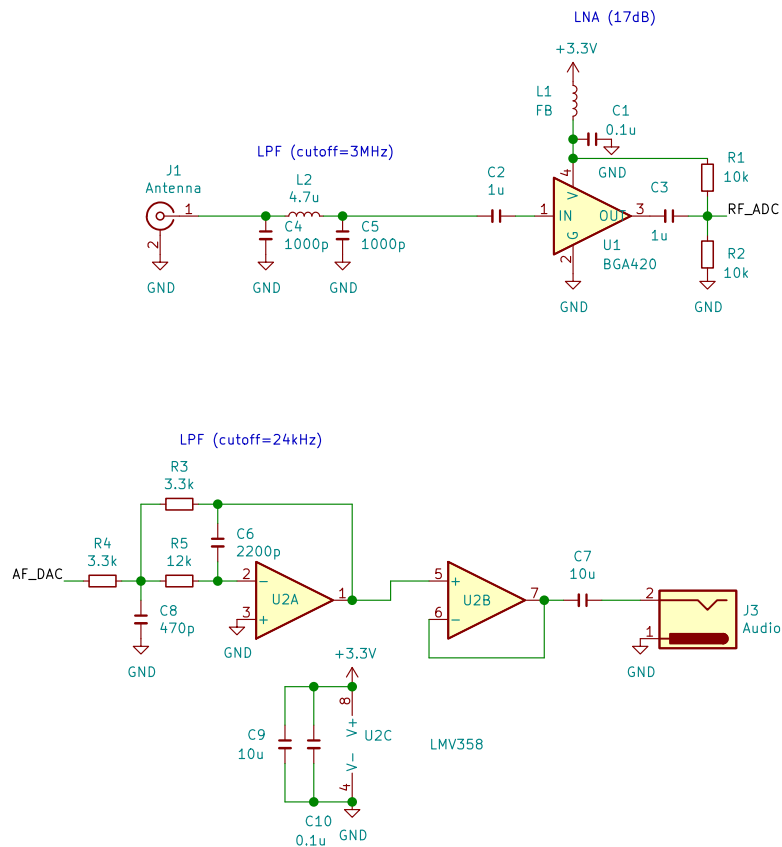 LNA (17dB)
+3.3V
L1
FB
C1
0.1u
GND
LPF (cutoff=3MHz)
J1
Antenna
1
2
GND
L2
4.7u
C4
1000p
GND
C5
1000p
GND
C2
1u
1
IN
4
V
OUT
3
G
2
U1
BGA420
GND
C3
1u
R1
10k
RF_ADC
R2
10k
GND
LPF (cutoff=24kHz)
R3
3.3k
AF_DAC
R4
3.3k
R5
12k
C6
2200p
C8
470p
GND
2
-
3
+
U2A
1
GND
5
+
6
-
U2B
7
C7
10u
2
1
J3
Audio
GND
+3.3V
8
V+
U2C
V-
4
C9
10u
C10
0.1u
GND
LMV358